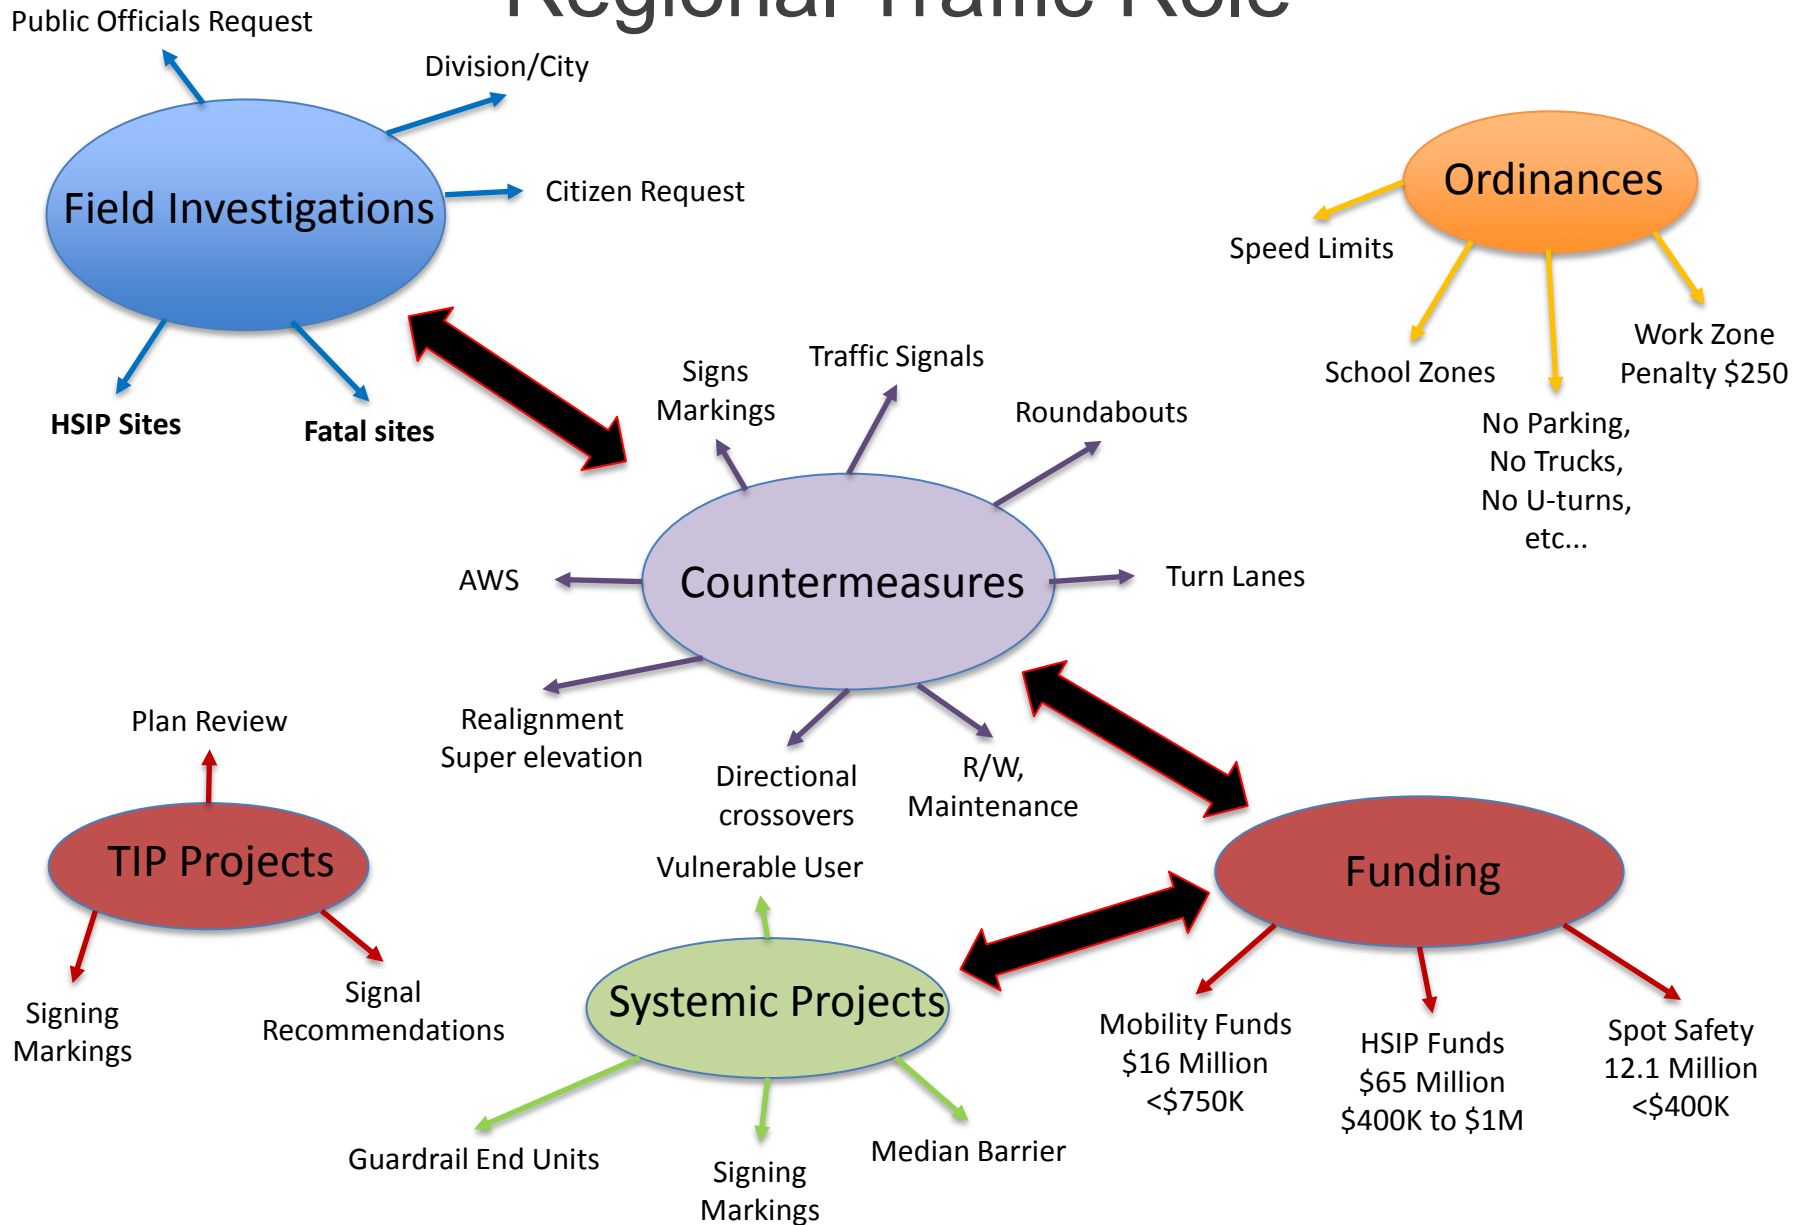 Regional Traffic Role
Public Officials Request
Division/City
Field Investigations
Citizen Request
HSIP Sites
Fatal sites
Ordinances
Speed Limits
School Zones
No Parking,
No Trucks,
No U-turns,
etc...
Work Zone
Penalty $250
Signs
Markings
Traffic Signals
Roundabouts
AWS
Countermeasures
Turn Lanes
Realignment
Super elevation
Directional
crossovers
R/W,
Maintenance
Plan Review
TIP Projects
Signing
Markings
Signal
Recommendations
Vulnerable User
Systemic Projects
Guardrail End Units
Signing
Markings
Median Barrier
Funding
Mobility Funds
$16 Million
<$750K
HSIP Funds
$65 Million
$400K to $1M
Spot Safety
12.1 Million
<$400K